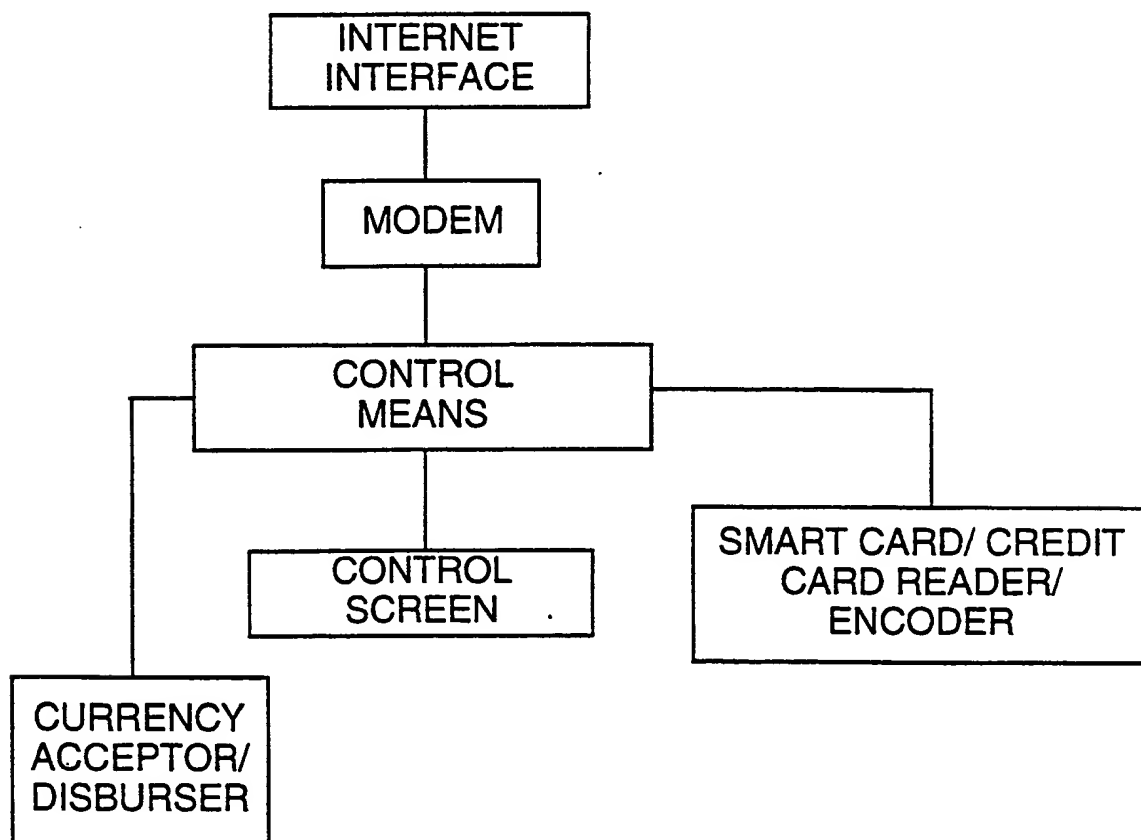 INTERNET
INTERFACE
MODEM
CONTROL
MEANS
CONTROL
SCREEN
SMART CARD/ CREDIT
CARD READER/
ENCODER
CURRENCY
ACCEPTOR/
DISBURSER